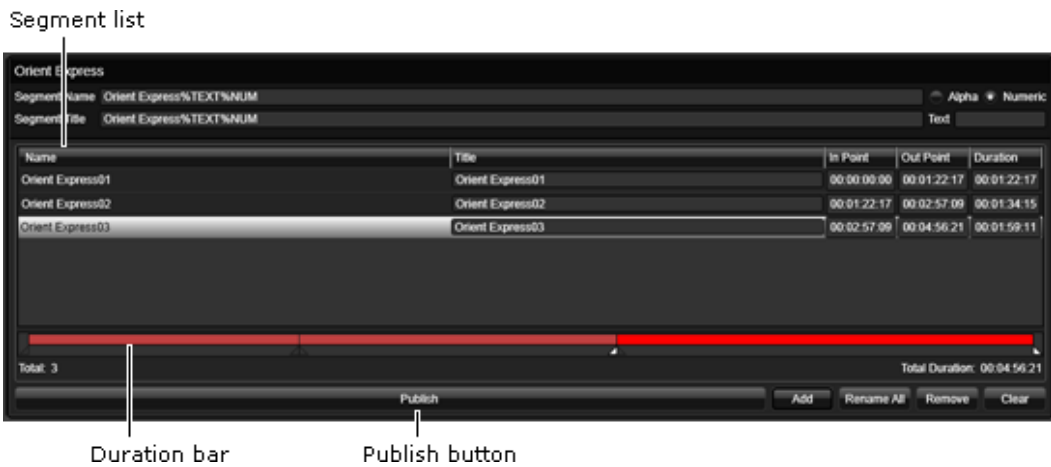 Segment list
Orient Express
Segment Name Orient Express%TEXT%NUM Alpha Numeric
Segment Title Orient Express%TEXT%NUM Text
Name Title In Point Out Point Duration
Orient Express01 Orient Express01 00:00:00:00 00:01:22:17 00:01:22:17
Orient Express02 Orient Express02 00:01:22:17 00:02:57:09 00:01:34:15
Orient Express03 Orient Express03 00:02:57:09 00:04:56:21 00:01:59:11
Total: 3 Total Duration: 00:04:56:21
Publish Add Rename All Remove Clear
Duration bar Publish button